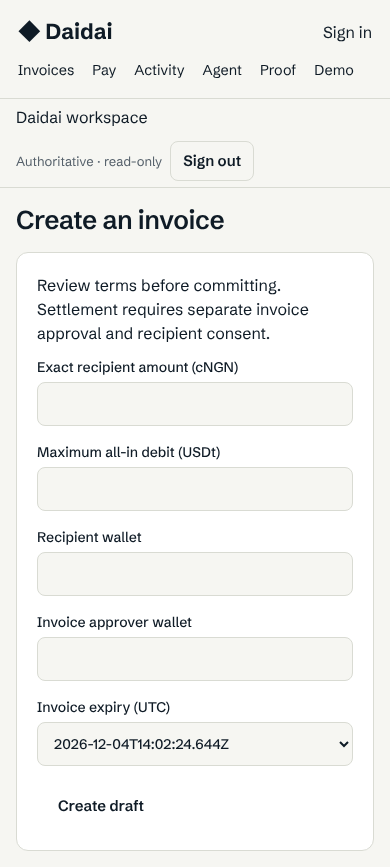 Daidai
Sign in
Invoices Pay Activity Agent Proof Demo
Daidai workspace
Authoritative · read-only
Sign out
Create an invoice
Review terms before committing.
Settlement requires separate invoice
approval and recipient consent.
Exact recipient amount (cNGN)
Maximum all-in debit (USDt)
Recipient wallet
Invoice approver wallet
Invoice expiry (UTC)
2026-12-04T14:02:24.644Z
Create draft